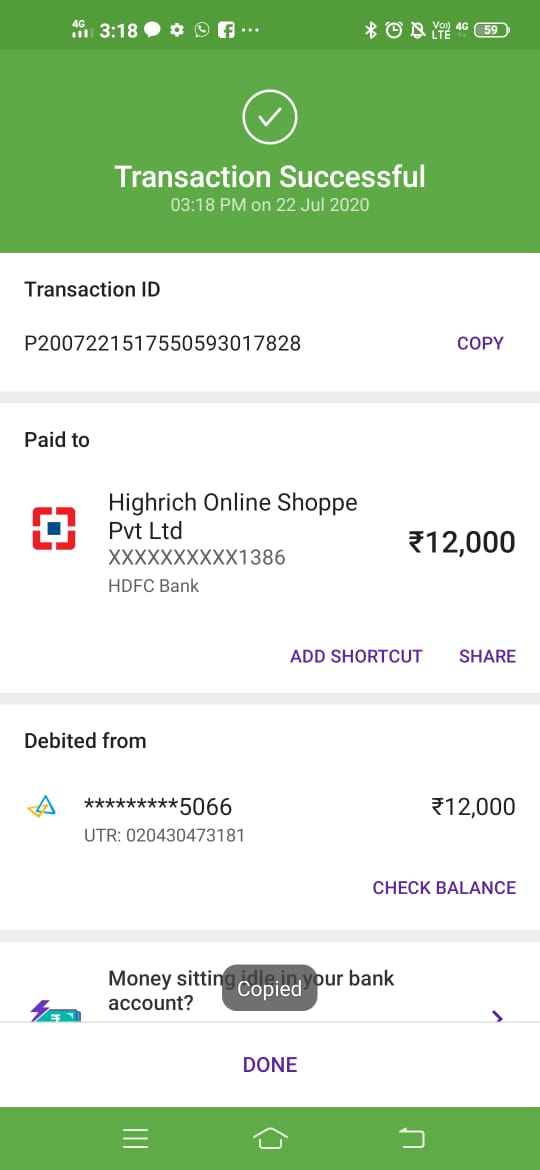 4G 3:18 ... Vo)) LTE 4G 59
Transaction Successful
03:18 PM on 22 Jul 2020
Transaction ID
P2007221517550593017828 COPY
Paid to
Highrich Online Shoppe
Pvt Ltd
₹12,000
XXXXXXXXXX1386
HDFC Bank
ADD SHORTCUT SHARE
Debited from
*********5066 ₹12,000
UTR: 020430473181
CHECK BALANCE
Money sitting idle in your bank
account?
Copied
DONE